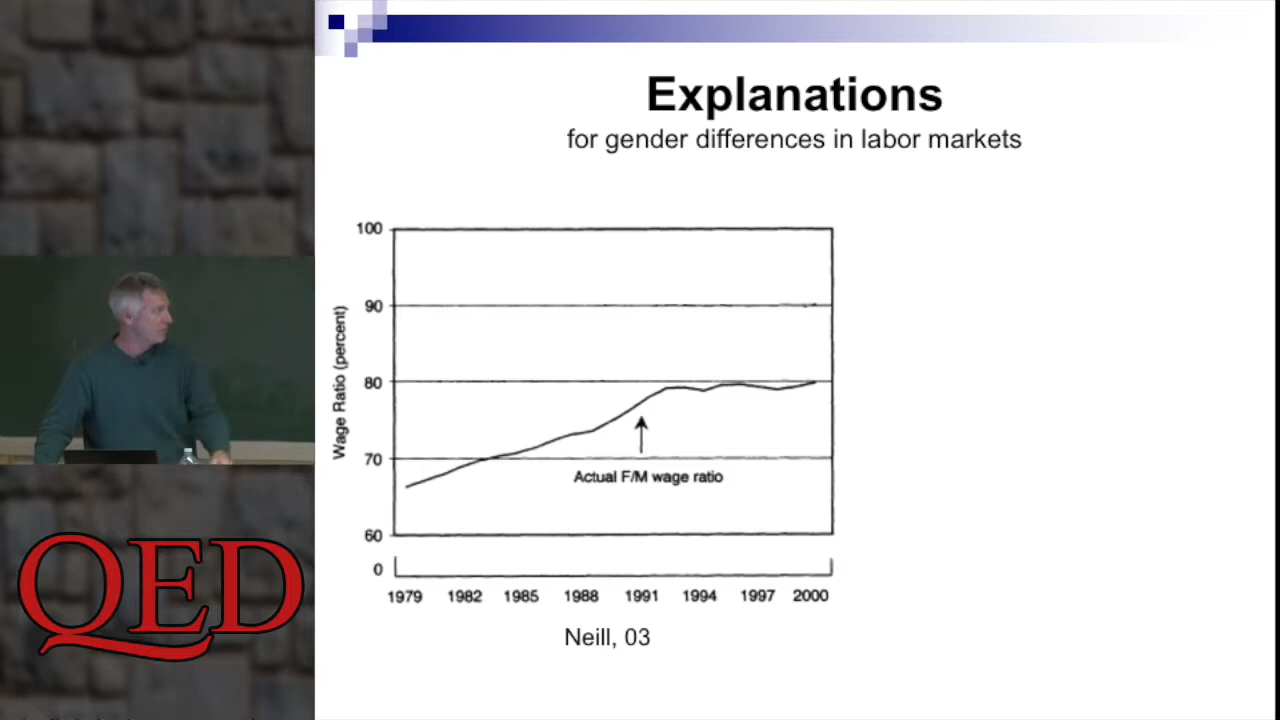 Explanations
for gender differences in labor markets
100
90
80
70
60
0
Wage Ratio (percent)
Actual F/M wage ratio
1979 1982 1985 1988 1991 1994 1997 2000
Neill, 03
QED